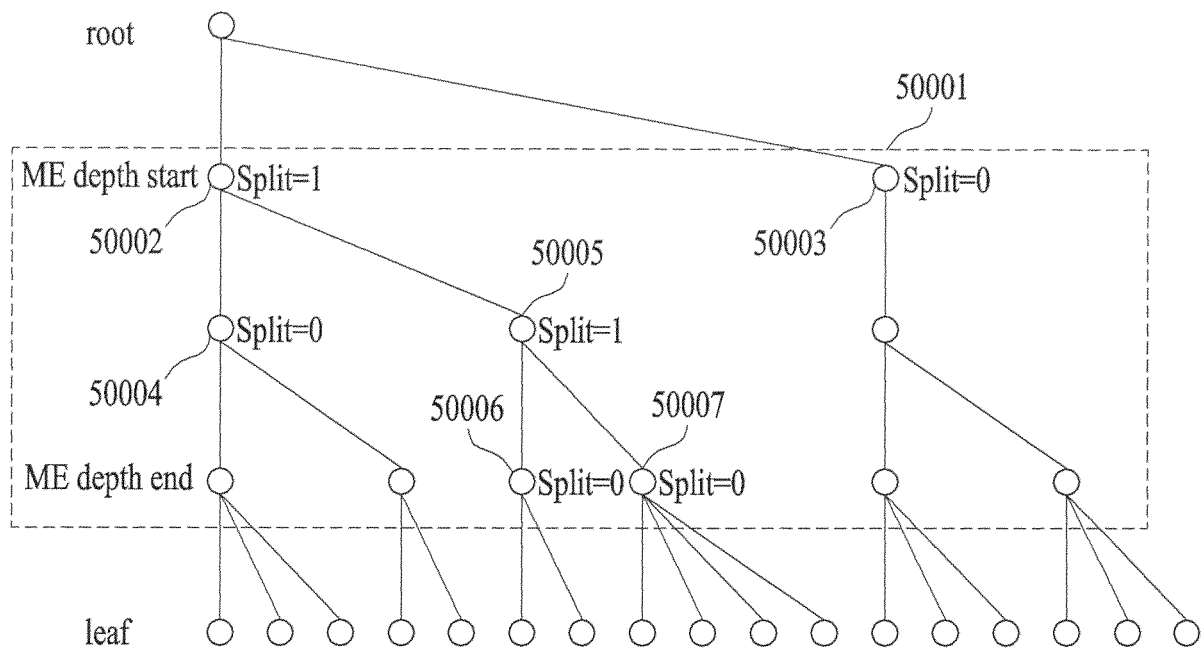 root
50001
ME depth start
Split=1
Split=0
50002
50003
50005
Split=0
Split=1
50004
50006
50007
ME depth end
Split=0
Split=0
leaf